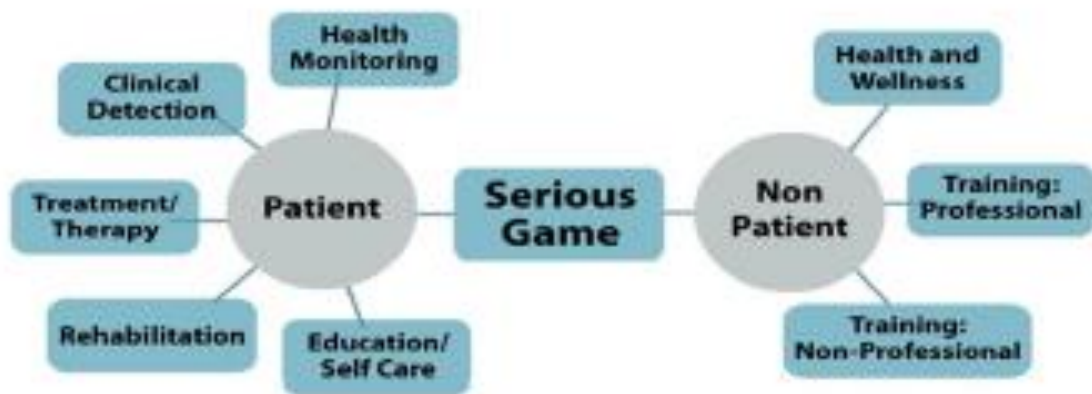 Health
Monitoring
Clinical
Detection
Treatment/
Therapy
Rehabilitation
Education/
Self Care
Patient
Serious
Game
Non
Patient
Health and
Wellness
Training:
Professional
Training:
Non-Professional